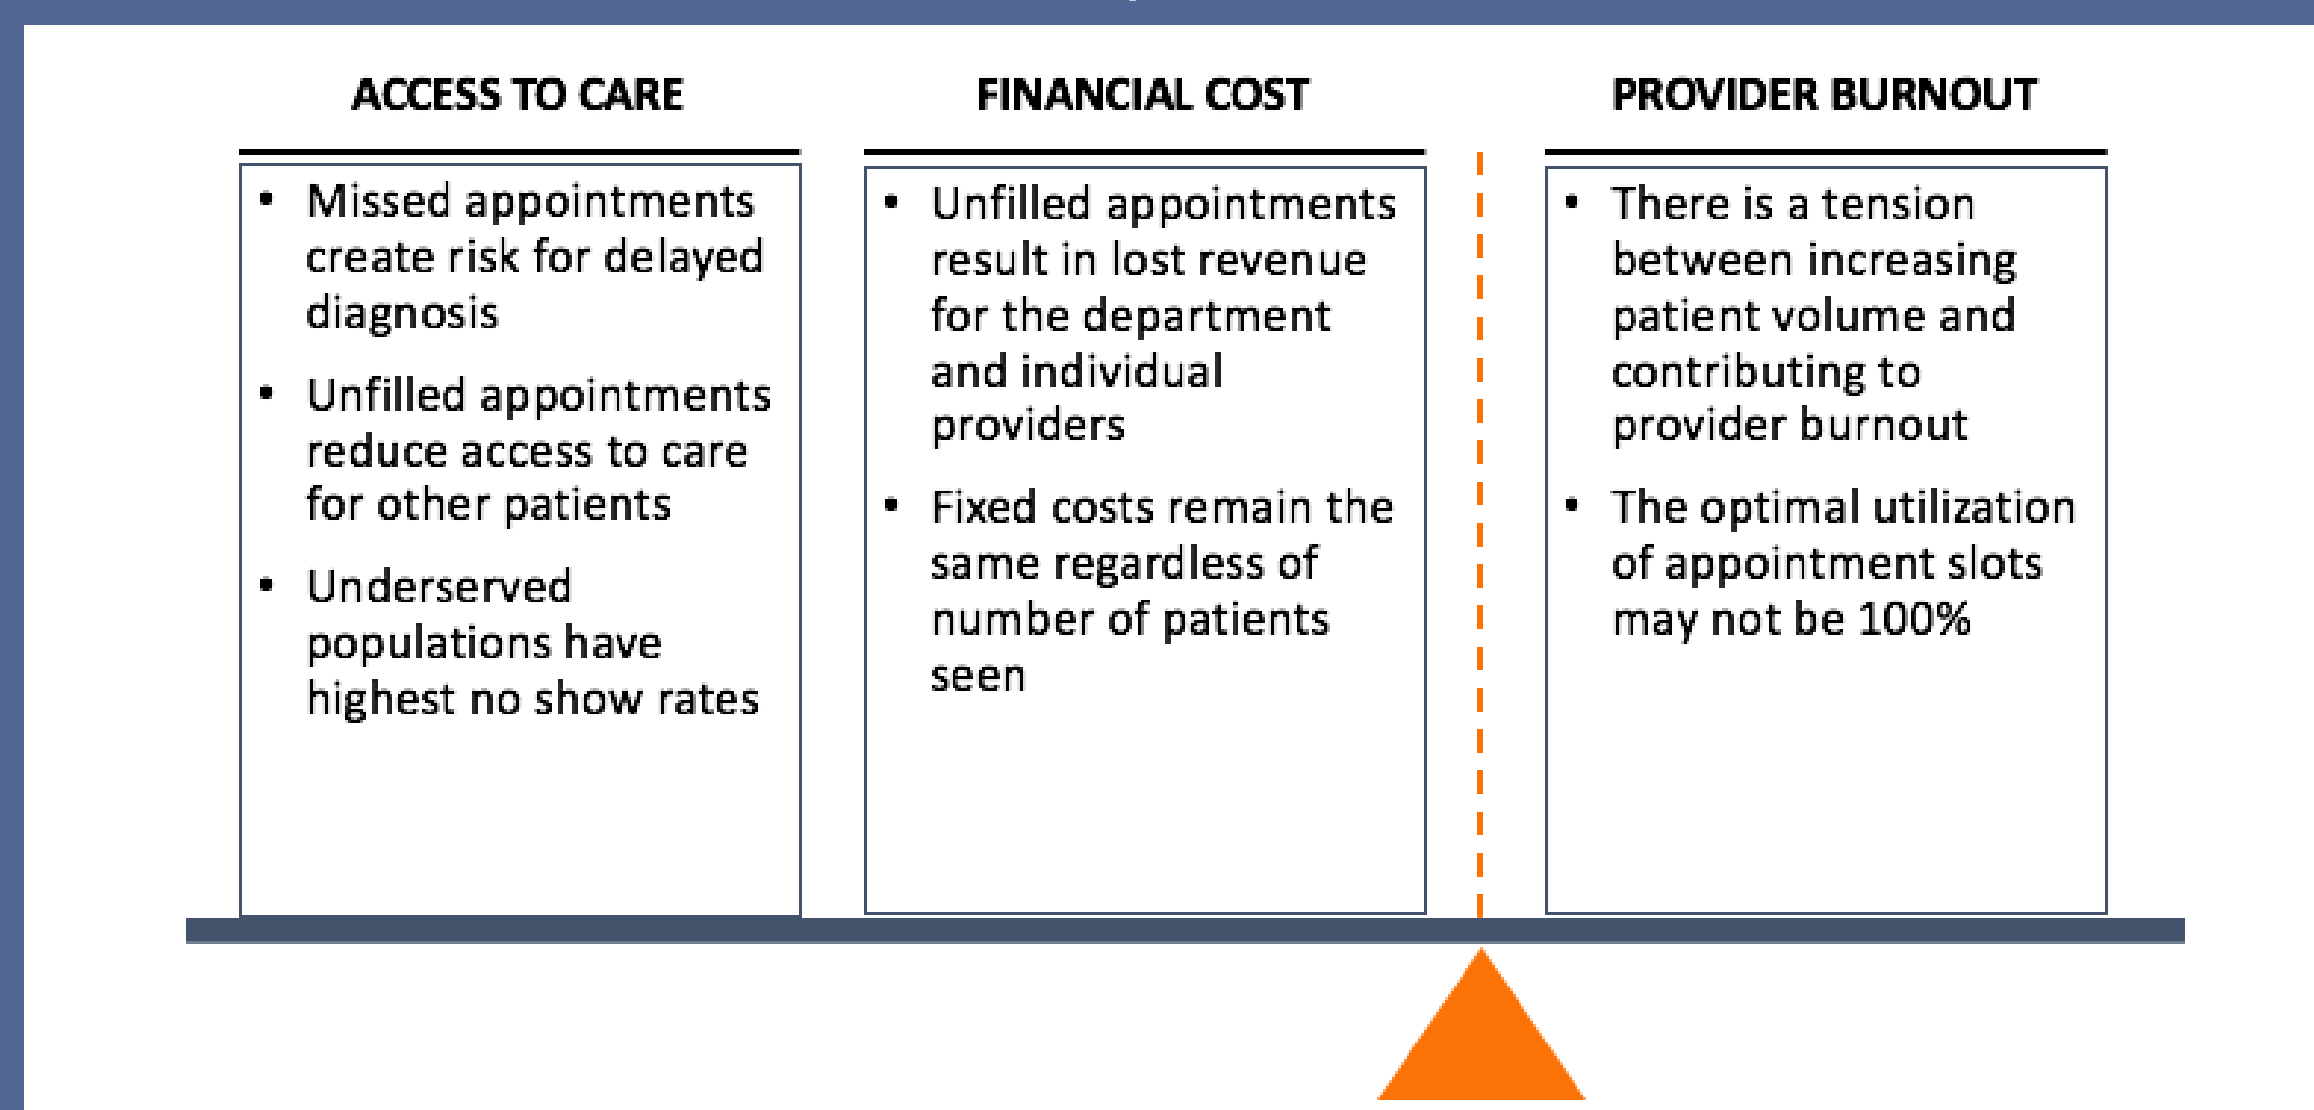 ACCESS TO CARE
• Missed appointments
create risk for delayed
diagnosis
• Unfilled appointments
reduce access to care
for other patients
• Underserved
populations have
highest no show rates
FINANCIAL COST
• Unfilled appointments
result in lost revenue
for the department
and individual
providers
• Fixed costs remain the
same regardless of
number of patients
seen
PROVIDER BURNOUT
• There is a tension
between increasing
patient volume and
contributing to
provider burnout
• The optimal utilization
of appointment slots
may not be 100%